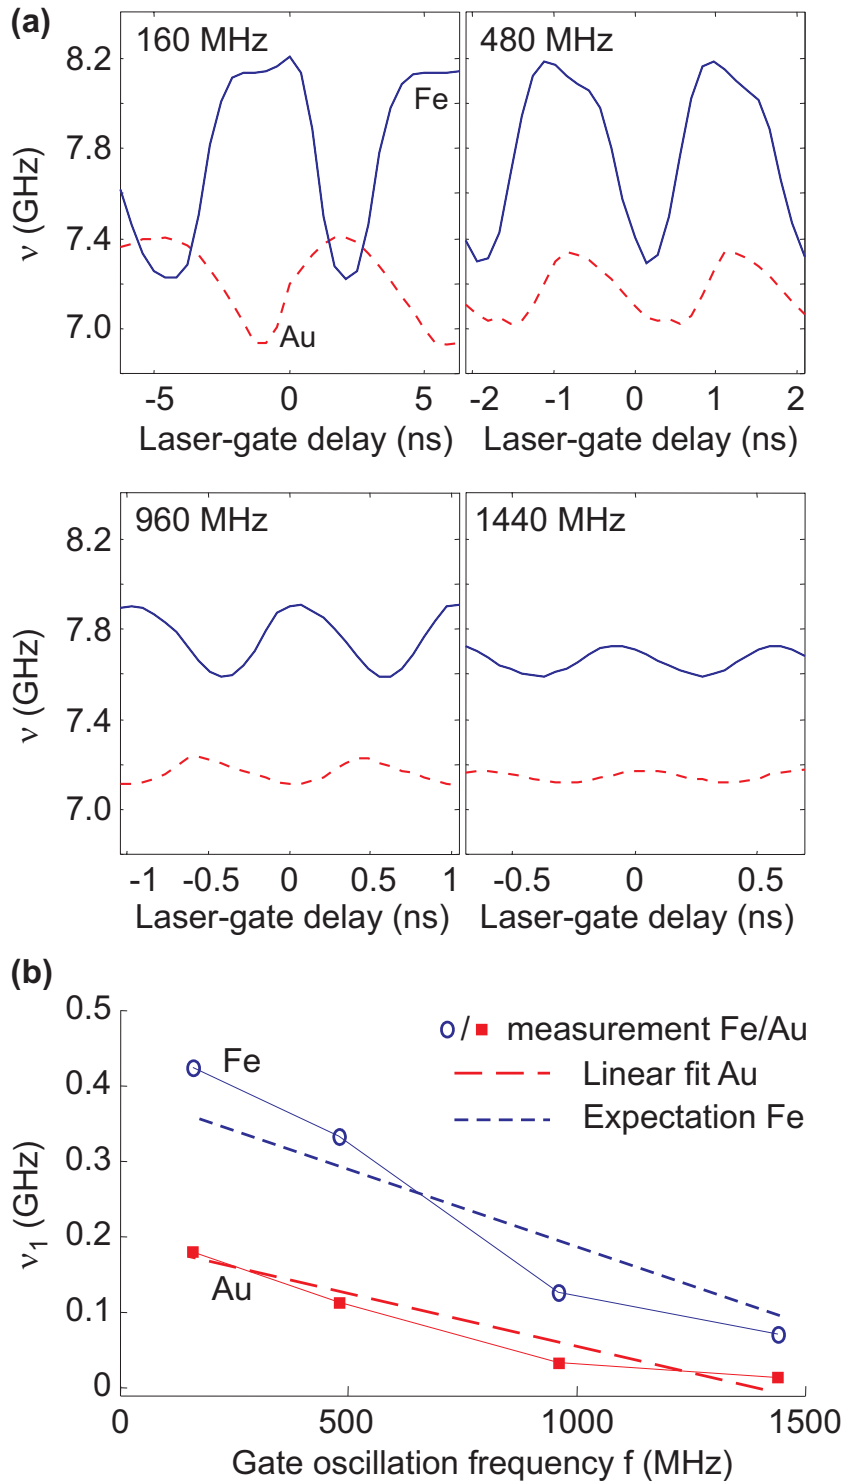 (a)
160 MHz
480 MHz
8.2
7.8
7.4
7.0
ν (GHz)
Fe
Au
-5
0
5
-2
-1
0
1
2
Laser-gate delay (ns)
Laser-gate delay (ns)
960 MHz
1440 MHz
8.2
7.8
7.4
7.0
ν (GHz)
-1
-0.5
0
0.5
1
-0.5
0
0.5
Laser-gate delay (ns)
Laser-gate delay (ns)
(b)
0.5
0.4
0.3
0.2
0.1
0
ν₁ (GHz)
Fe
Au
/ measurement Fe/Au
Linear fit Au
Expectation Fe
0
500
1000
1500
Gate oscillation frequency f (MHz)